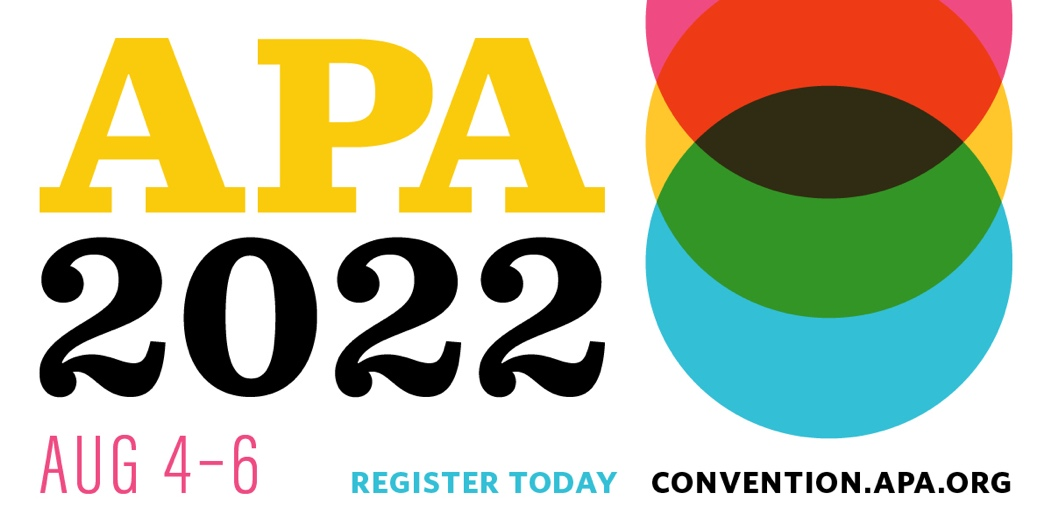 APA
2022
AUG 4–6
REGISTER TODAY CONVENTION.APA.ORG